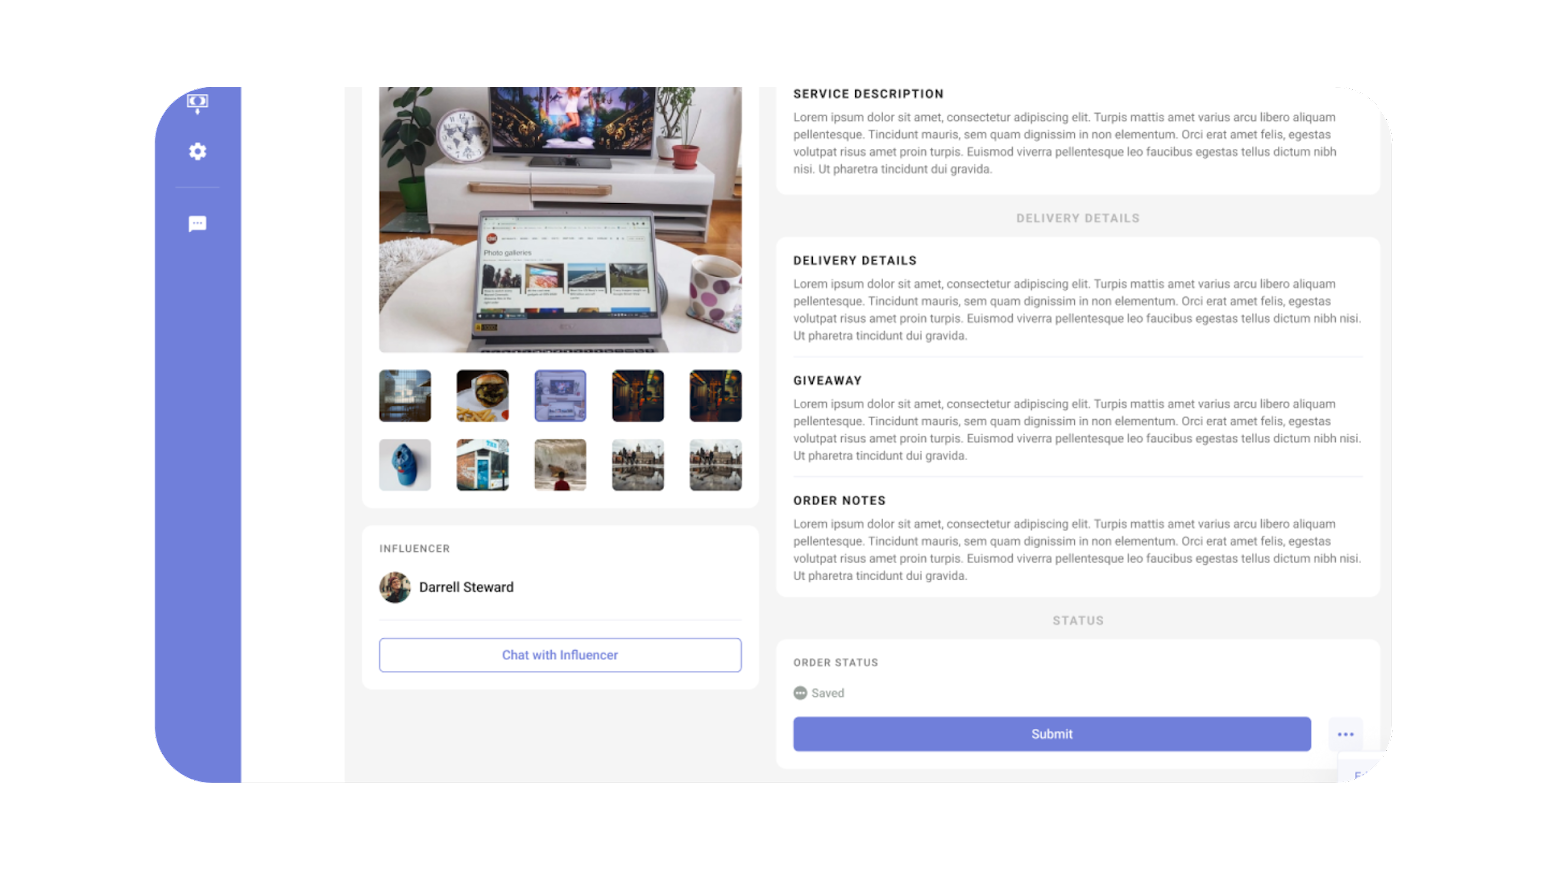 Photo galleries
INFLUENCER
Darrell Steward
Chat with Influencer
SERVICE DESCRIPTION
Lorem ipsum dolor sit amet, consectetur adipiscing elit. Turpis mattis amet varius arcu libero aliquam
pellentesque. Tincidunt mauris, sem quam dignissim in non elementum. Orci erat amet felis, egestas
volutpat risus amet proin turpis. Euismod viverra pellentesque leo faucibus egestas tellus dictum nibh
nisi. Ut pharetra tincidunt dui gravida.
DELIVERY DETAILS
DELIVERY DETAILS
Lorem ipsum dolor sit amet, consectetur adipiscing elit. Turpis mattis amet varius arcu libero aliquam
pellentesque. Tincidunt mauris, sem quam dignissim in non elementum. Orci erat amet felis, egestas
volutpat risus amet proin turpis. Euismod viverra pellentesque leo faucibus egestas tellus dictum nibh nisi.
Ut pharetra tincidunt dui gravida.
GIVEAWAY
Lorem ipsum dolor sit amet, consectetur adipiscing elit. Turpis mattis amet varius arcu libero aliquam
pellentesque. Tincidunt mauris, sem quam dignissim in non elementum. Orci erat amet felis, egestas
volutpat risus amet proin turpis. Euismod viverra pellentesque leo faucibus egestas tellus dictum nibh nisi.
Ut pharetra tincidunt dui gravida.
ORDER NOTES
Lorem ipsum dolor sit amet, consectetur adipiscing elit. Turpis mattis amet varius arcu libero aliquam
pellentesque. Tincidunt mauris, sem quam dignissim in non elementum. Orci erat amet felis, egestas
volutpat risus amet proin turpis. Euismod viverra pellentesque leo faucibus egestas tellus dictum nibh nisi.
Ut pharetra tincidunt dui gravida.
STATUS
ORDER STATUS
Saved
Submit